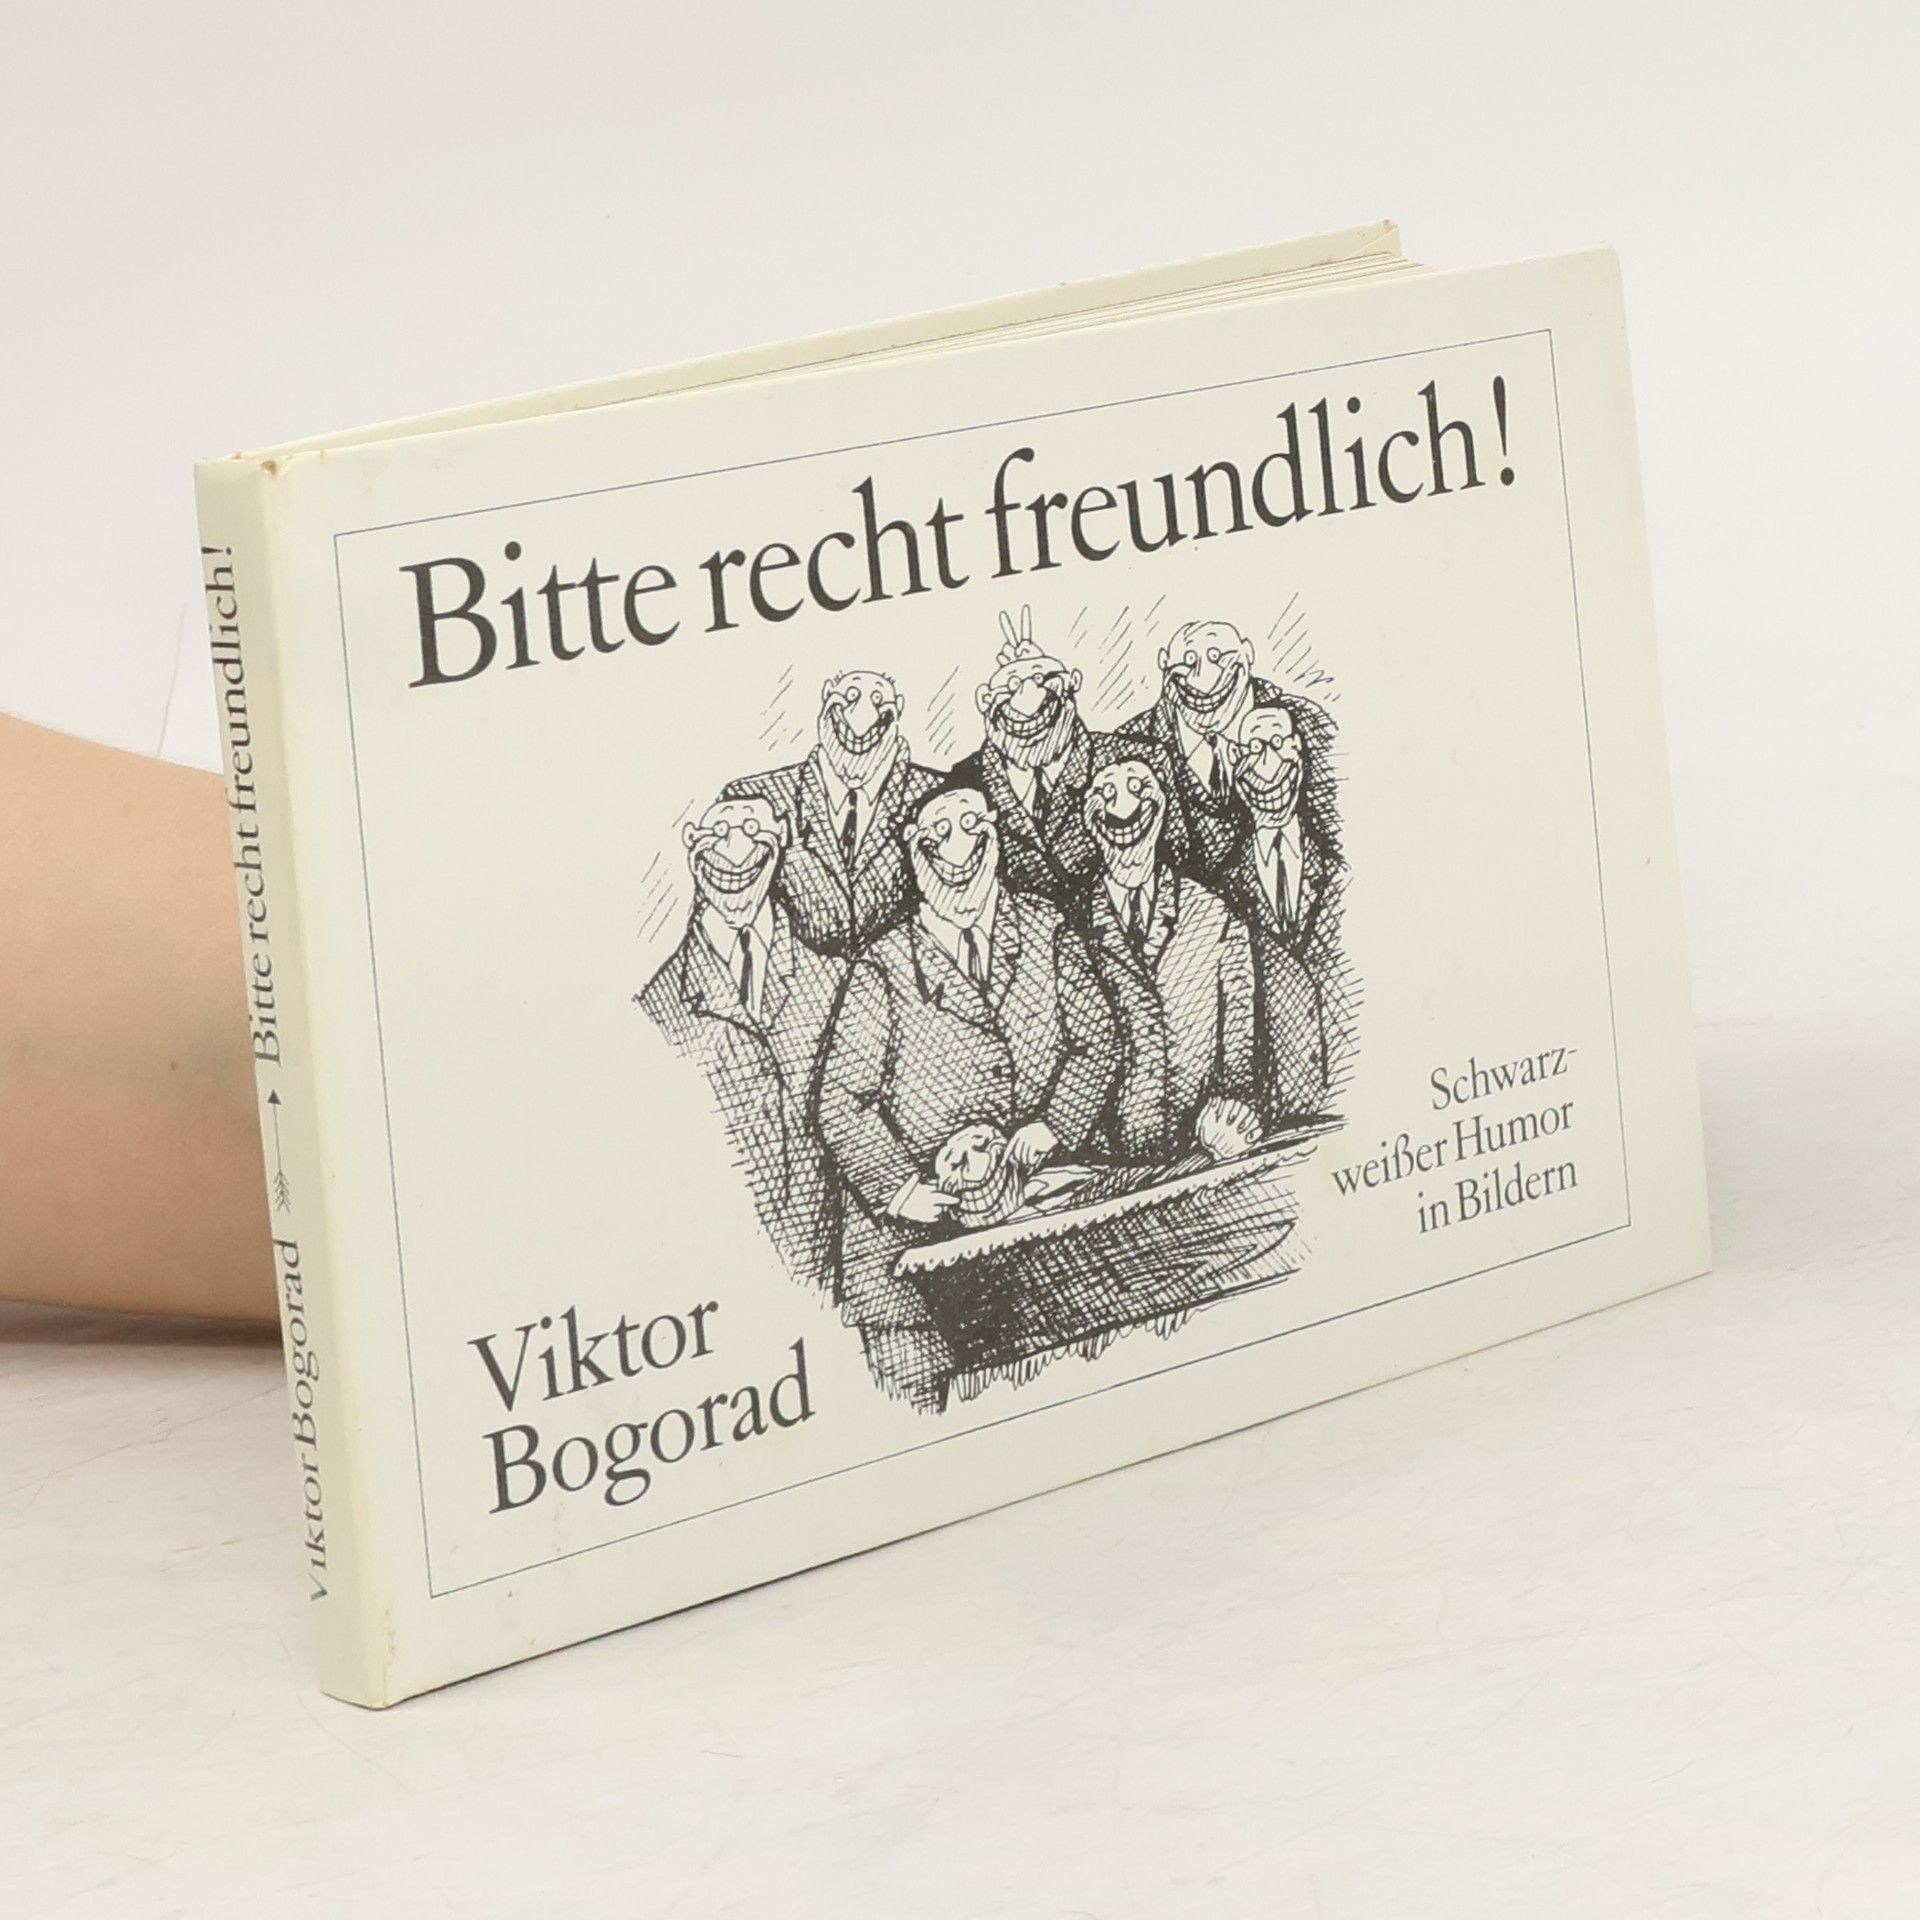 Bitte recht freundlich!
Schwarz-
weißer Humor
in Bildern
Viktor
Bogorad
Viktor Bogorad Bitte recht freundlich!